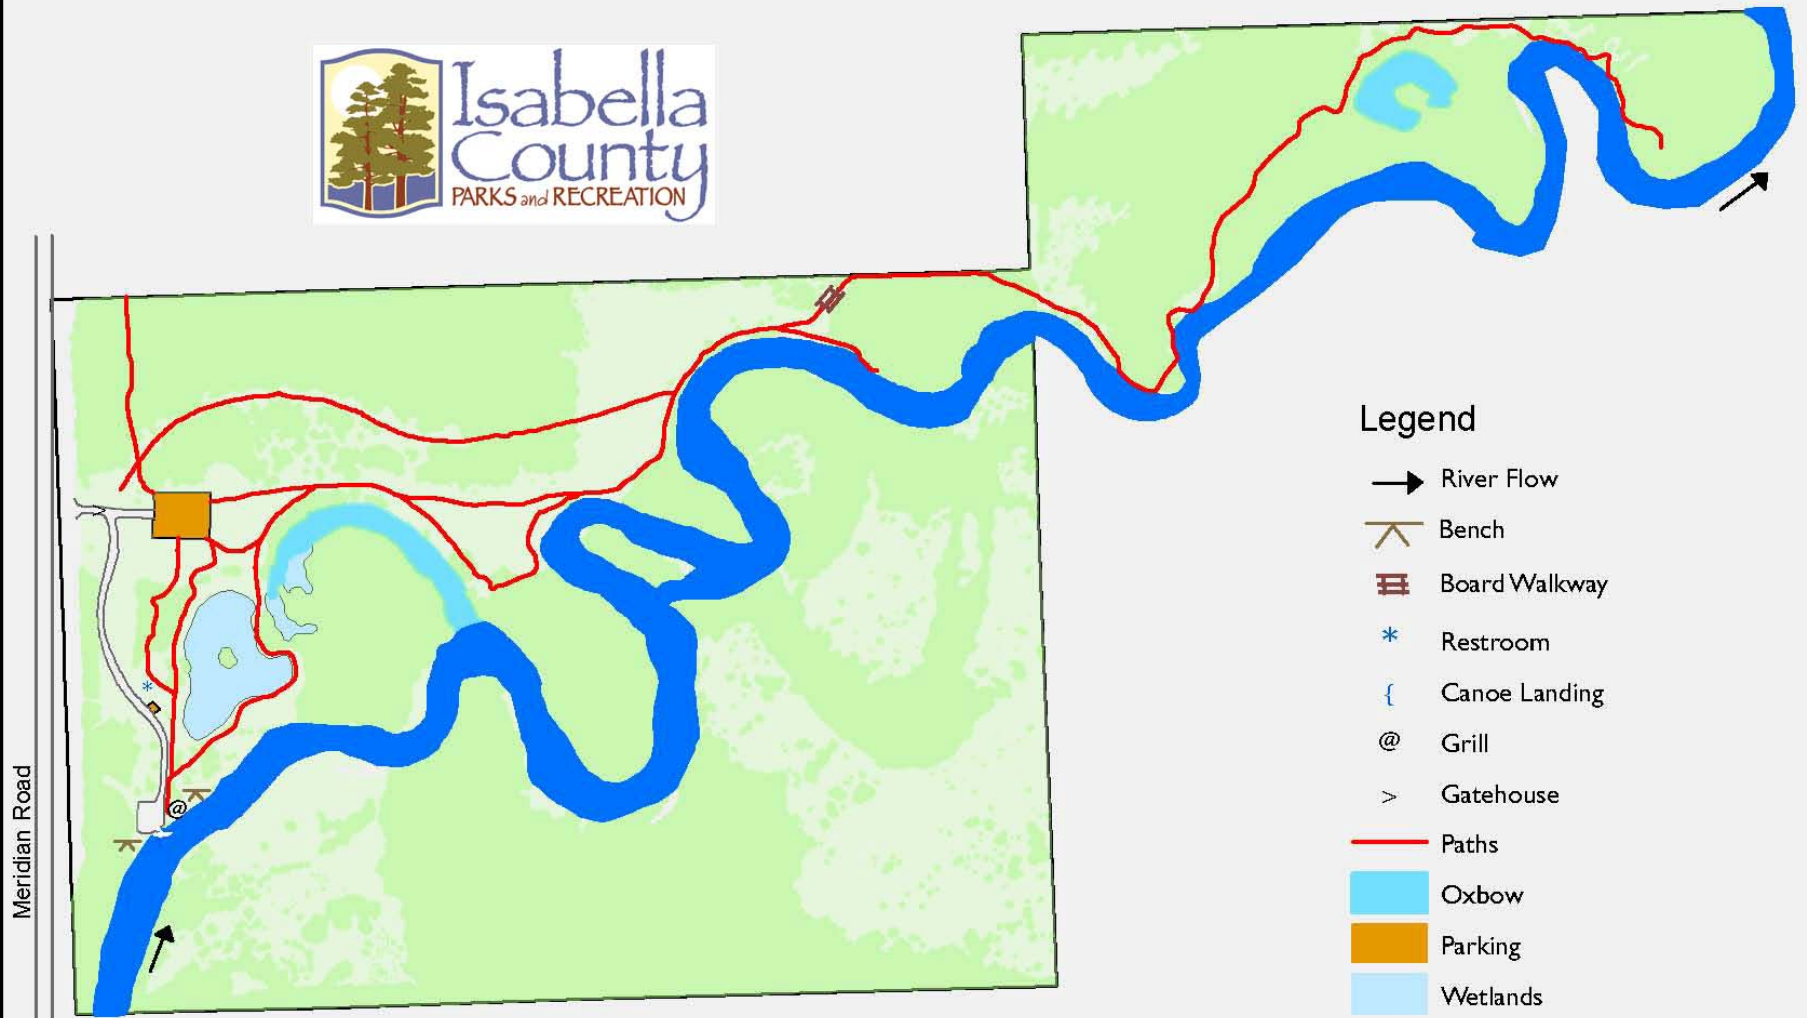 Isabella
County
PARKS and RECREATION
Meridian Road
*
@
>
Legend
River Flow
Bench
Board Walkway
* Restroom
{ Canoe Landing
@ Grill
> Gatehouse
Paths
Oxbow
Parking
Wetlands